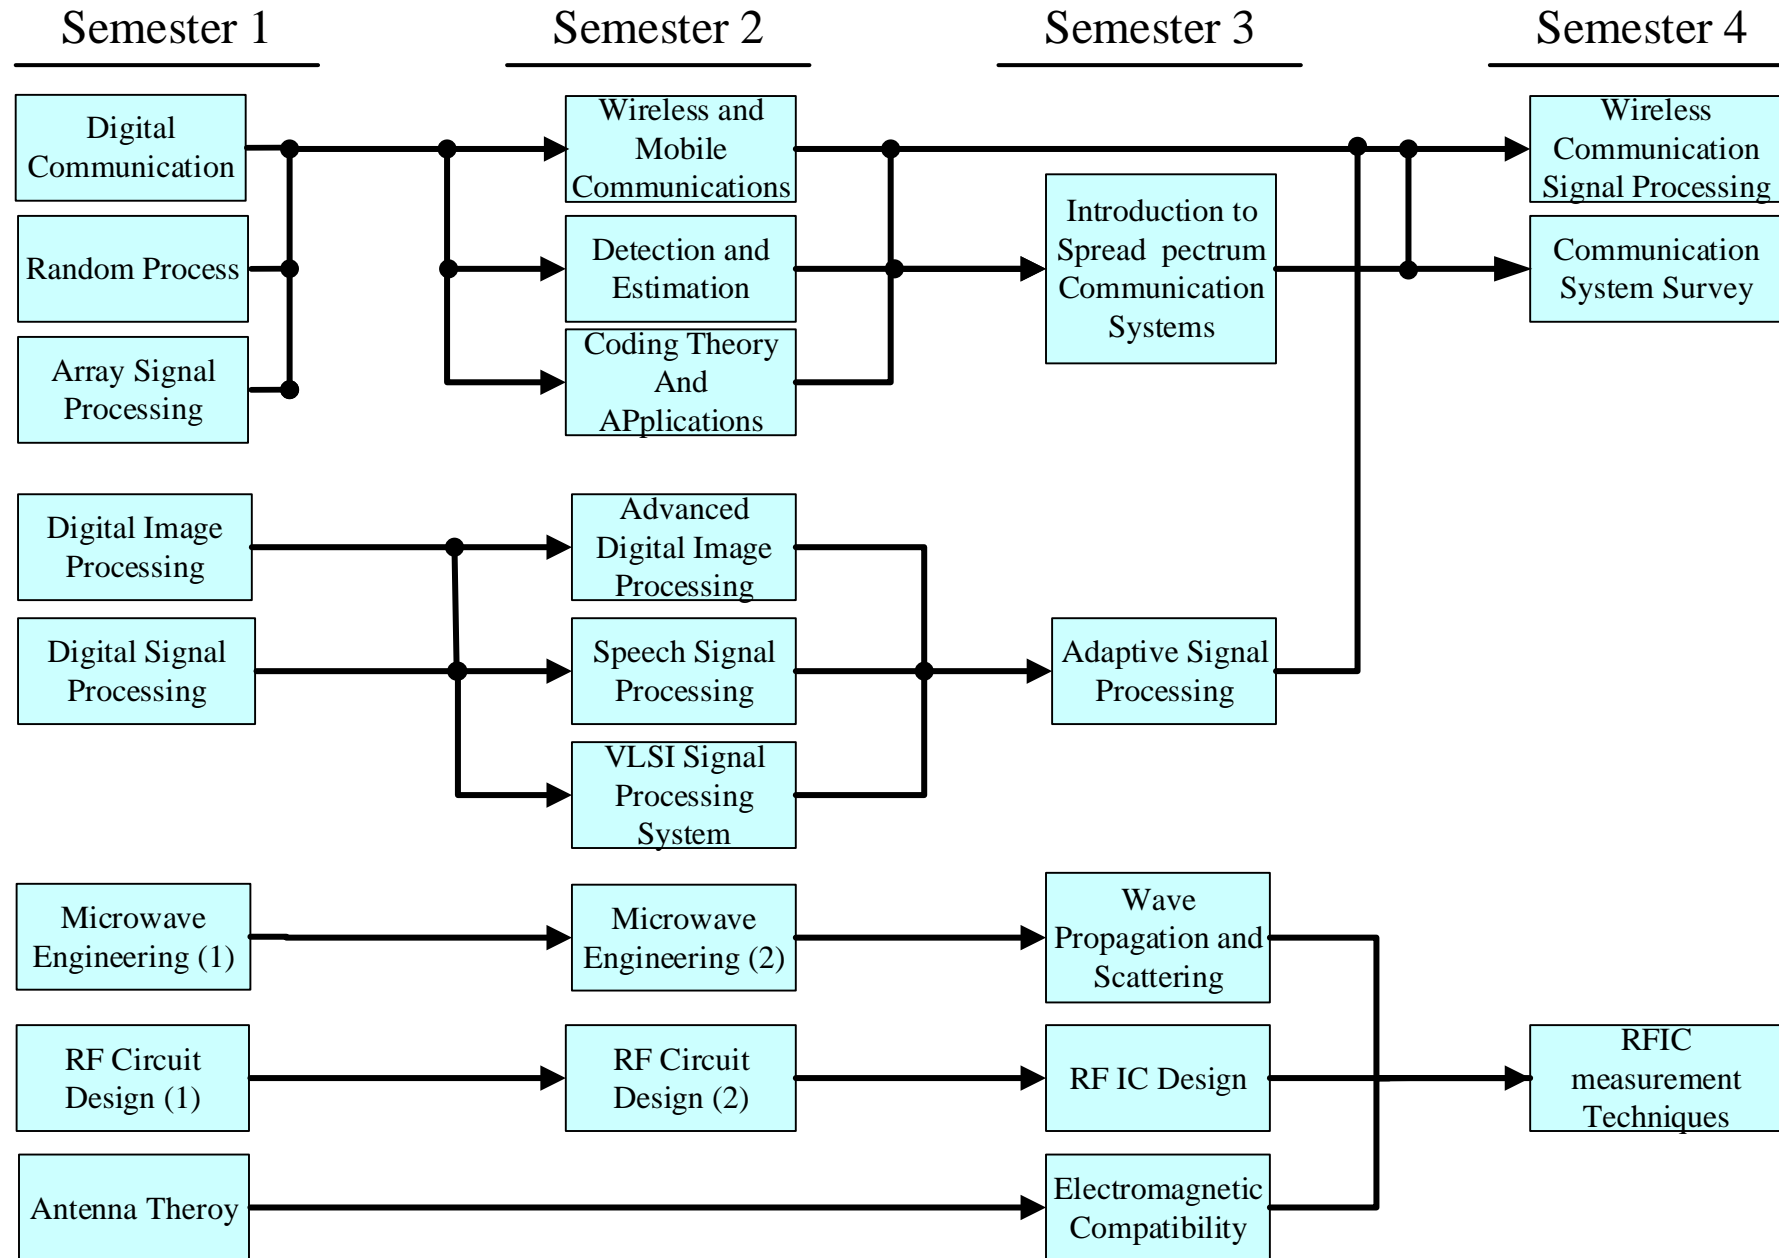 Semester 1
Semester 2
Semester 3
Semester 4
Digital
Communication
Random Process
Array Signal
Processing
Wireless and
Mobile
Communications
Detection and
Estimation
Coding Theory
And
APplications
Introduction to
Spread pectrum
Communication
Systems
Wireless
Communication
Signal Processing
Communication
System Survey
Digital Image
Processing
Digital Signal
Processing
Advanced
Digital Image
Processing
Speech Signal
Processing
VLSI Signal
Processing
System
Adaptive Signal
Processing
Microwave
Engineering (1)
Microwave
Engineering (2)
Wave
Propagation and
Scattering
RF Circuit
Design (1)
RF Circuit
Design (2)
RF IC Design
RFIC
measurement
Techniques
Antenna Theroy
Electromagnetic
Compatibility